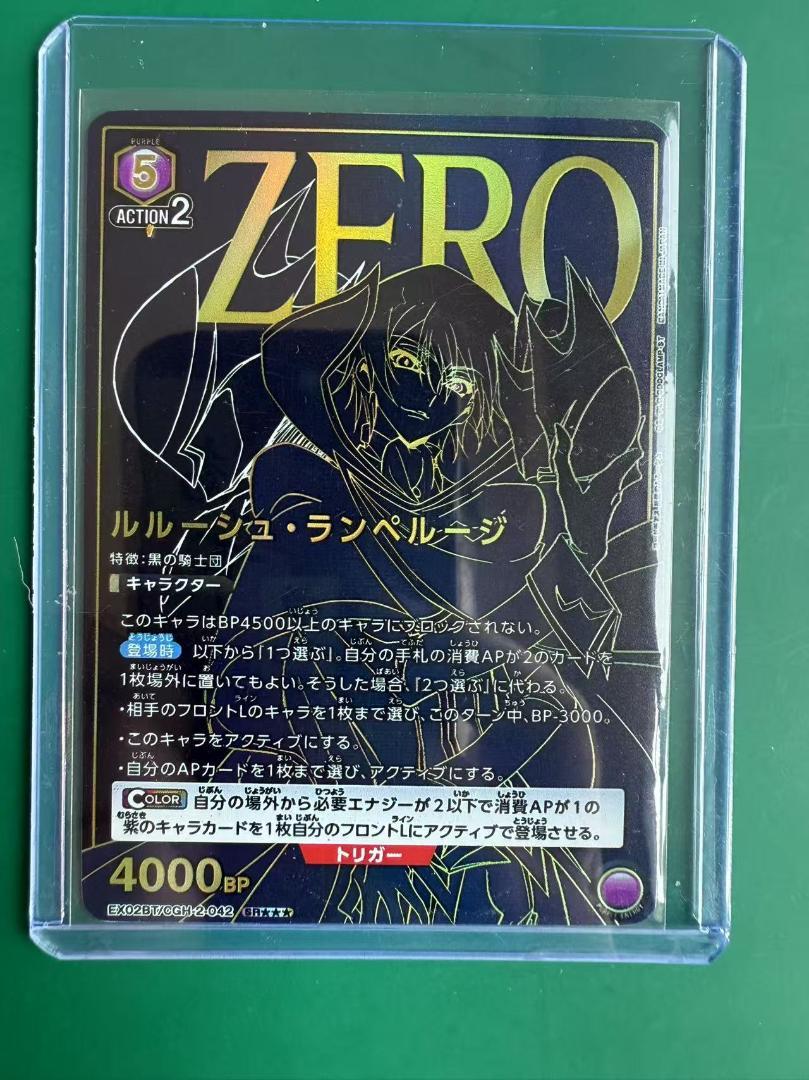 PURPLE
5
ZERO
ACTION 2
ルルーシュ・ランペルージ
特徴:黒の騎士団
キャラクター
このキャラはBP4500以上のキャラにブロックされない。
登場時 以下から「1つ選ぶ」。自分の手札の消費APが2のカードを
1枚場外に置いてもよい。そうした場合、「2つ選ぶ」に代わる。
・相手のフロントLのキャラを1枚まで選び、このターン中、BP-3000。
・このキャラをアクティブにする。
・自分のAPカードを1枚まで選び、アクティブにする。
COLOR 自分の場外から必要エナジーが2以下で消費APが1の
紫のキャラカードを1枚自分のフロントLにアクティブで登場させる。
トリガー
4000BP
EX02BT/CGH-2-042 SR★★★